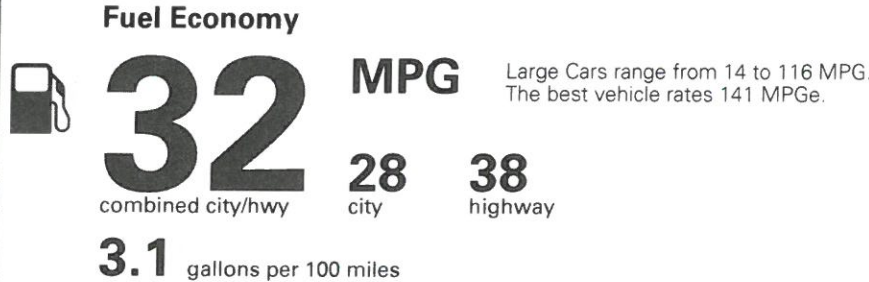 Fuel Economy
32 MPG
Large Cars range from 14 to 116 MPG.
The best vehicle rates 141 MPGe.
combined city/hwy
28
city
38
highway
3.1 gallons per 100 miles